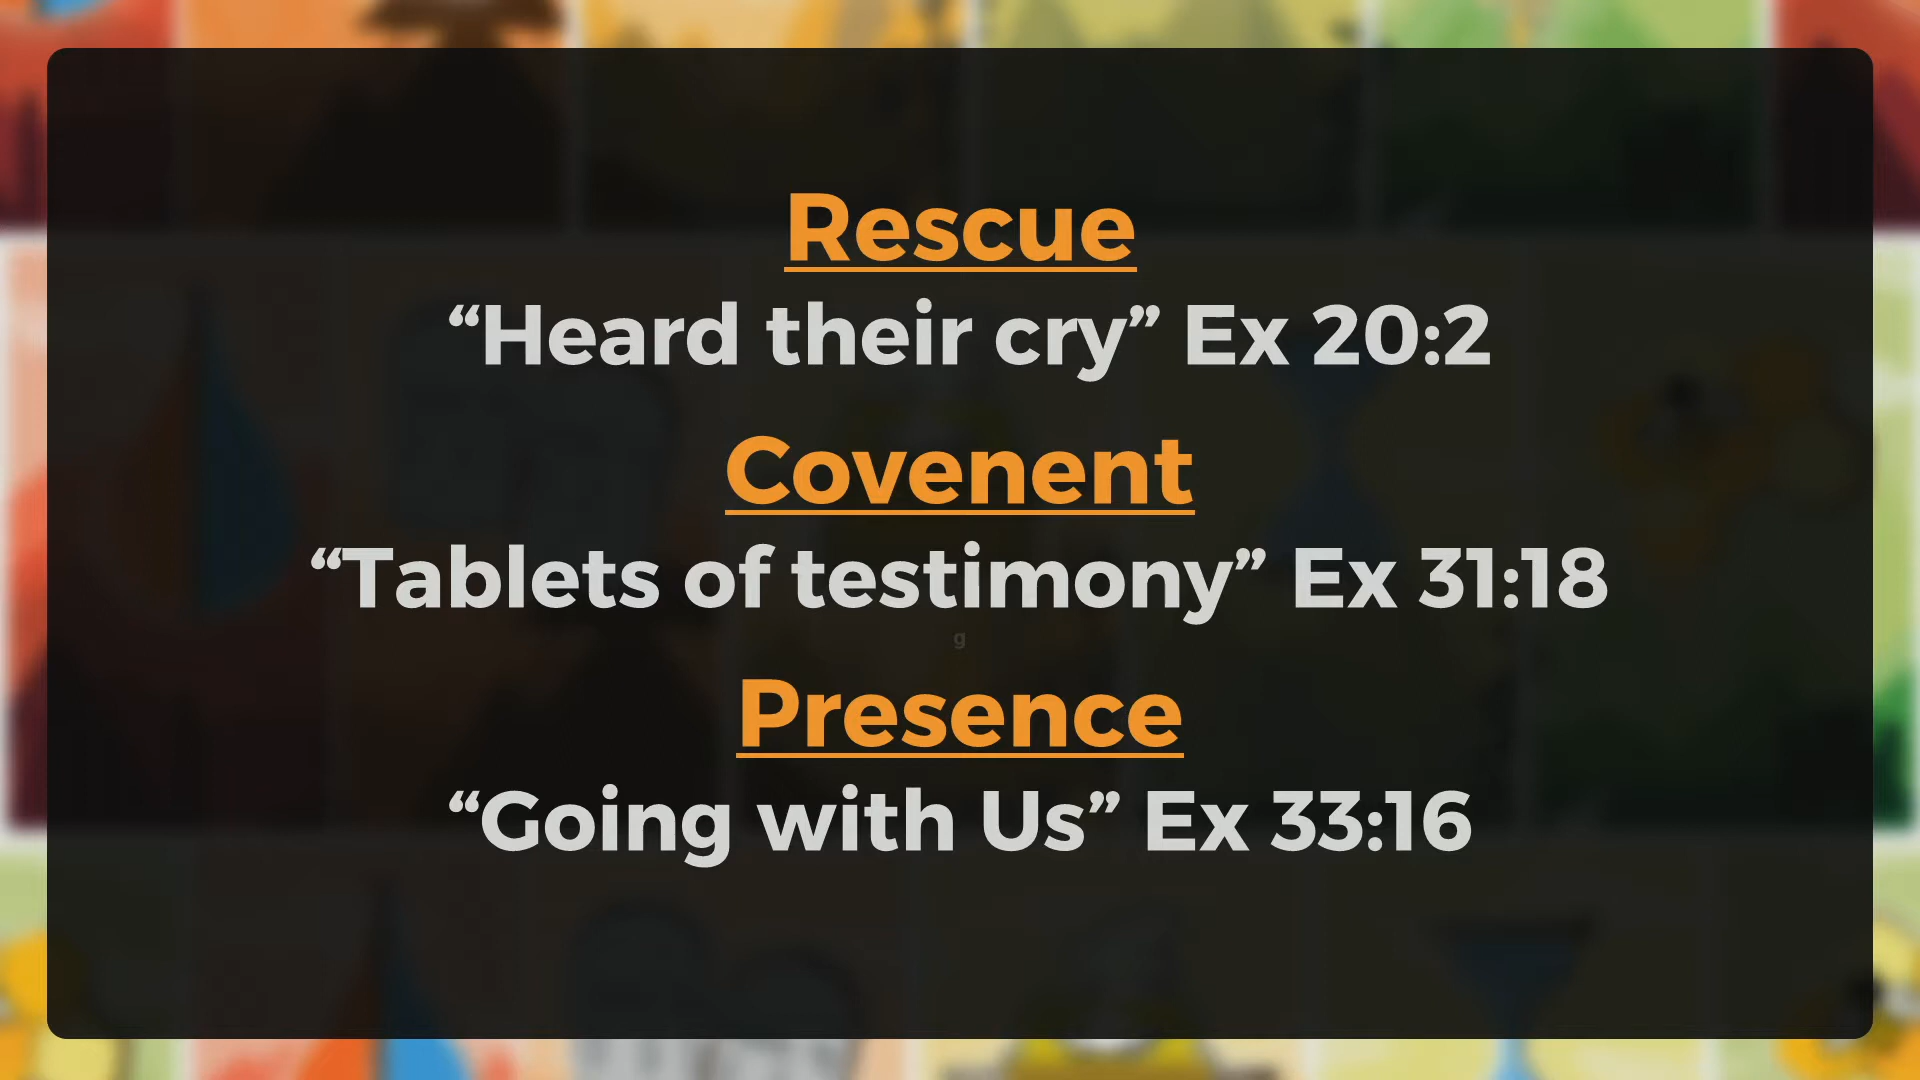 Rescue
“Heard their cry” Ex 20:2
Covenent
“Tablets of testimony” Ex 31:18
g
Presence
“Going with Us” Ex 33:16